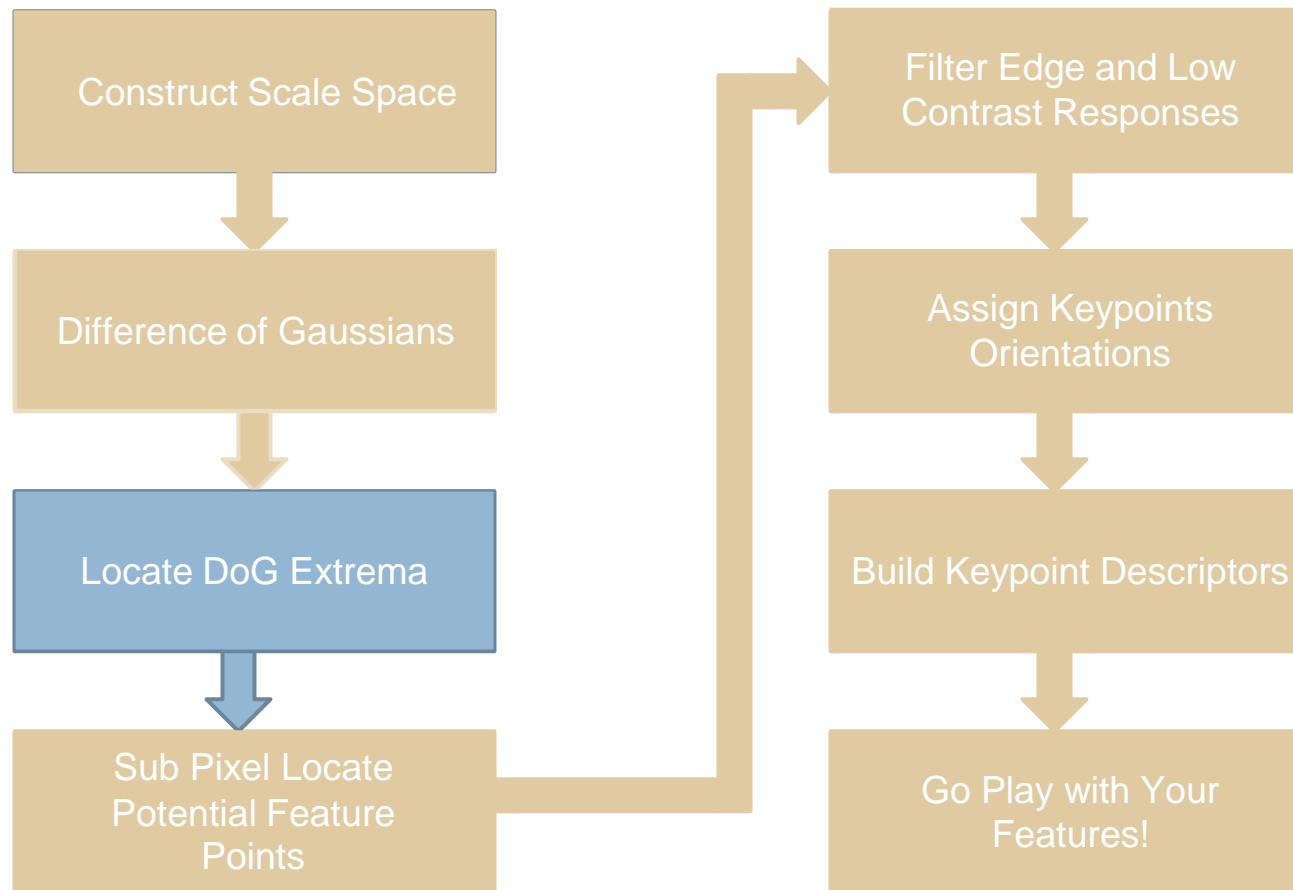 Construct Scale Space
Difference of Gaussians
Locate DoG Extrema
Sub Pixel Locate
Potential Feature
Points
Filter Edge and Low
Contrast Responses
Assign Keypoints
Orientations
Build Keypoint Descriptors
Go Play with Your
Features!